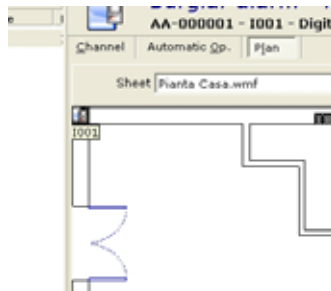 AA-000001 - I001 - Digit
Channel Automatic Op. Plan
Sheet Pianta Casa.wmf
I001